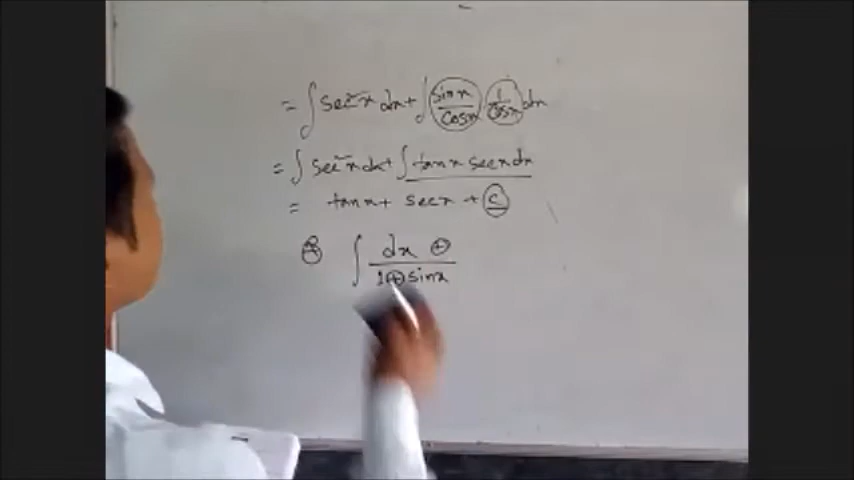 = ∫ sec²x dx + ∫ (sin x / cos x) (1 / cos x) dx
= ∫ sec²x dx + ∫ tan x sec x dx
= tan x + sec x + c
∫ dx + / 1 + sin x